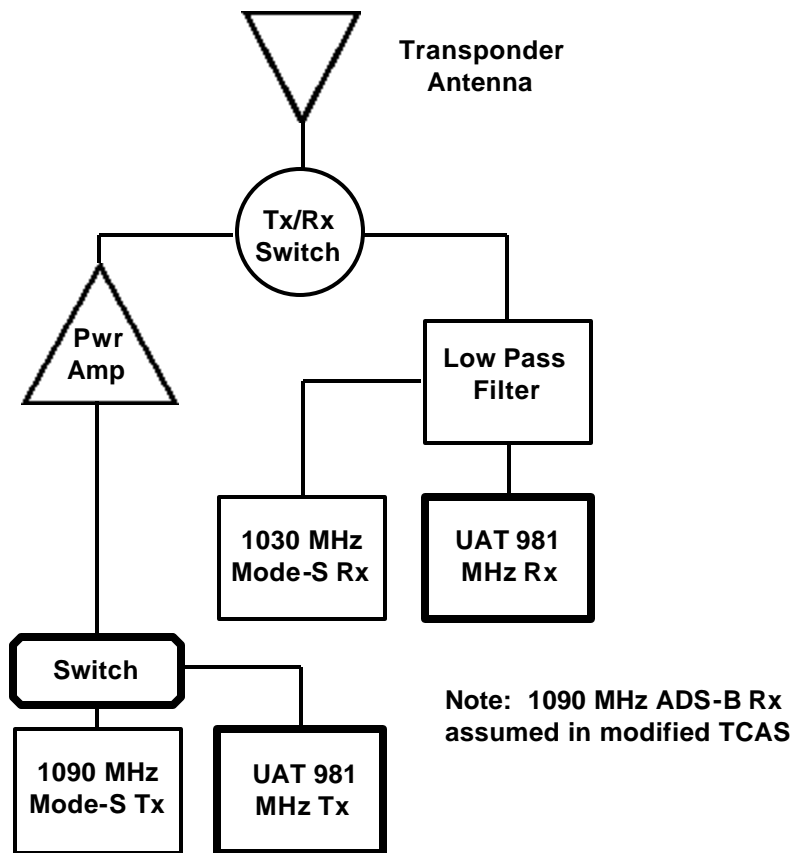 Transponder
Antenna
Tx/Rx
Switch
Pwr
Amp
Low Pass
Filter
1030 MHz
Mode-S Rx
UAT 981
MHz Rx
Switch
Note: 1090 MHz ADS-B Rx
assumed in modified TCAS
1090 MHz
Mode-S Tx
UAT 981
MHz Tx